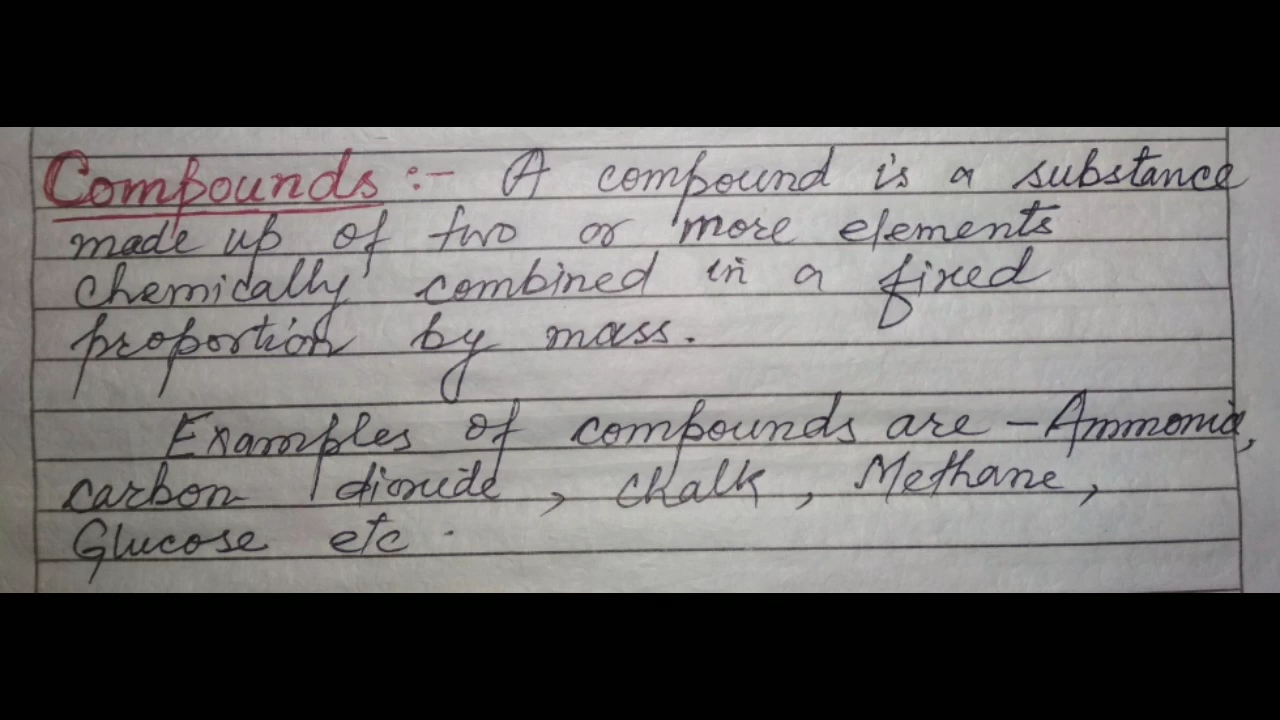 Compounds :- A compound is a substance
made up of two or more elements
chemically combined in a fixed
proportion by mass.
Examples of compounds are - Ammonia,
carbon dioxide, chalk, Methane,
Glucose etc.